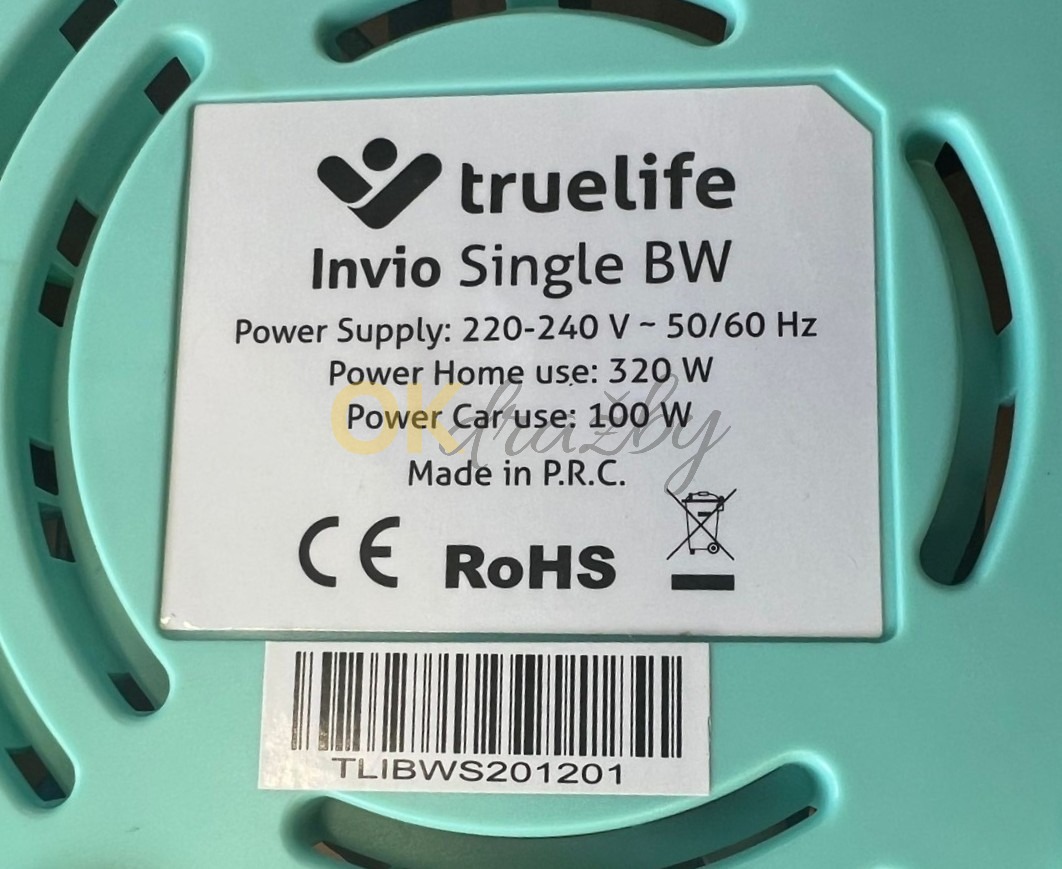 truelife
Invio Single BW
Power Supply: 220-240 V ~ 50/60 Hz
Power Home use: 320 W
Power Car use: 100 W
OKdražby
Made in P.R.C.
CE RoHS
TLIBWS201201